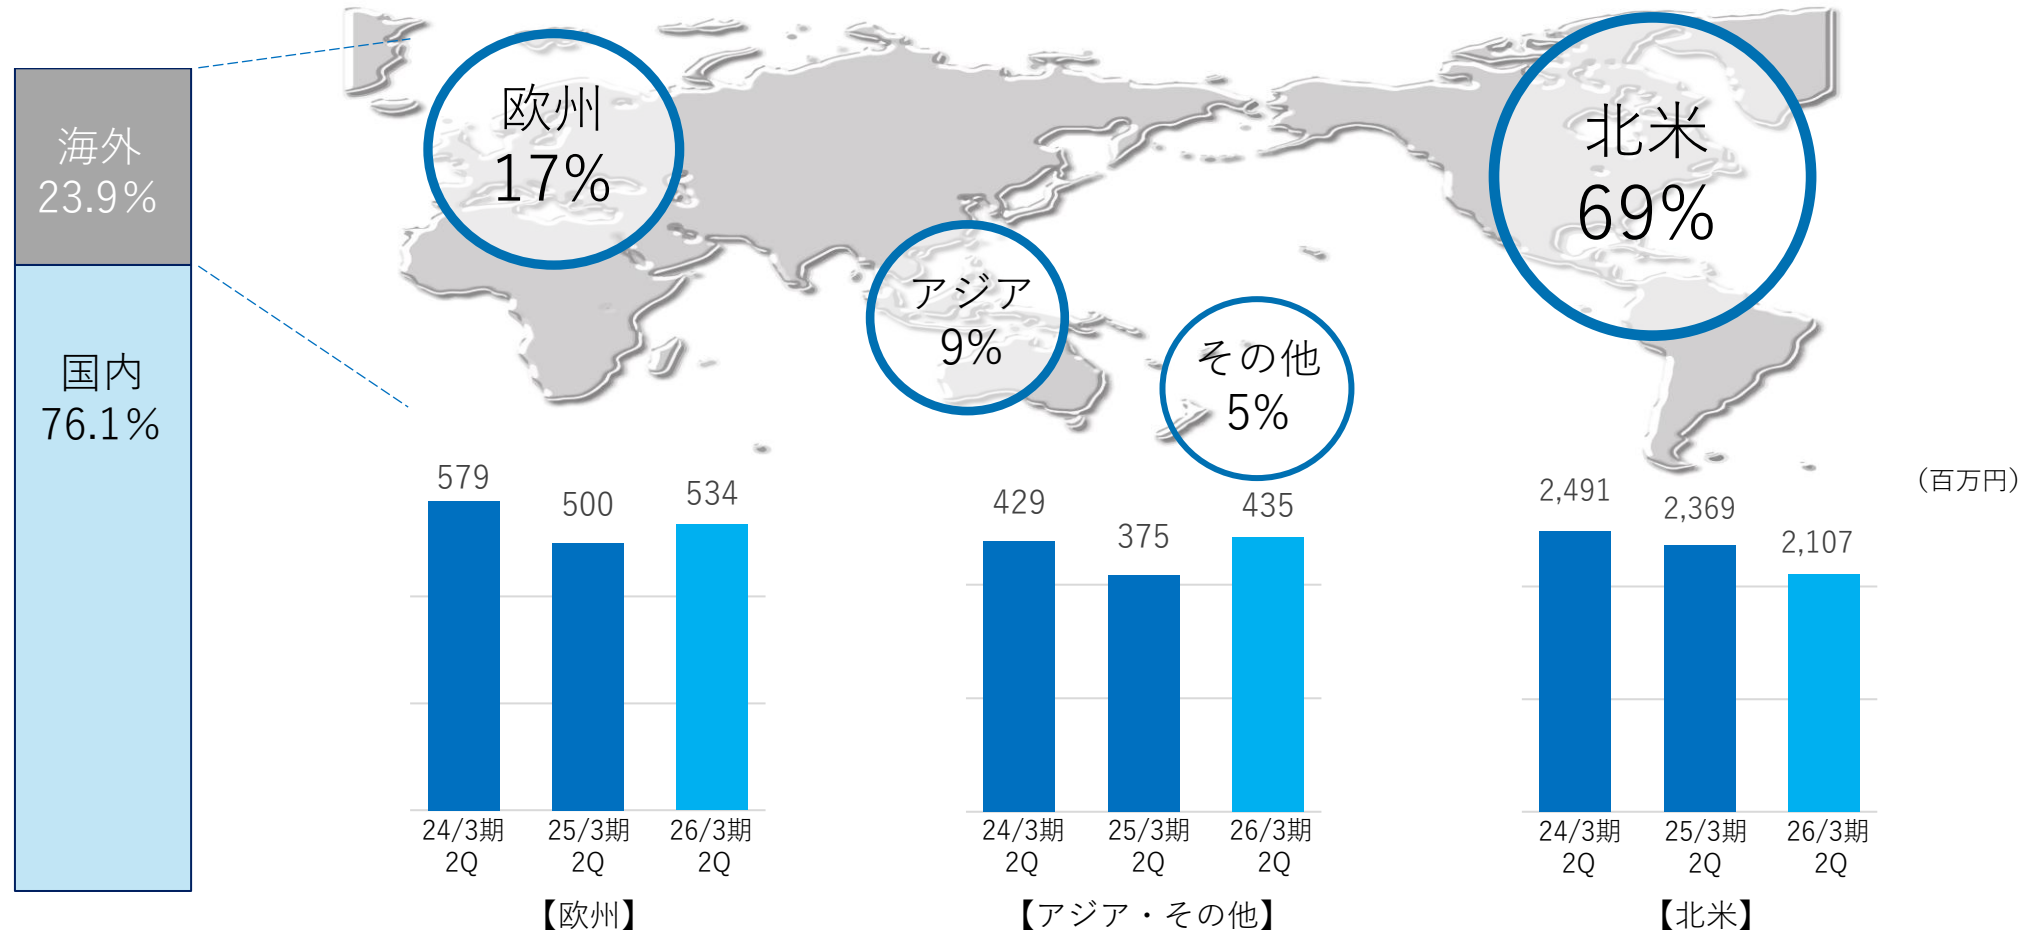 海外
23.9%
国内
76.1%
欧州
17%
アジア
9%
その他
5%
北米
69%
(百万円)
579
500
534
24/3期
2Q
25/3期
2Q
26/3期
2Q
【欧州】
429
375
435
24/3期
2Q
25/3期
2Q
26/3期
2Q
【アジア・その他】
2,491
2,369
2,107
24/3期
2Q
25/3期
2Q
26/3期
2Q
【北米】